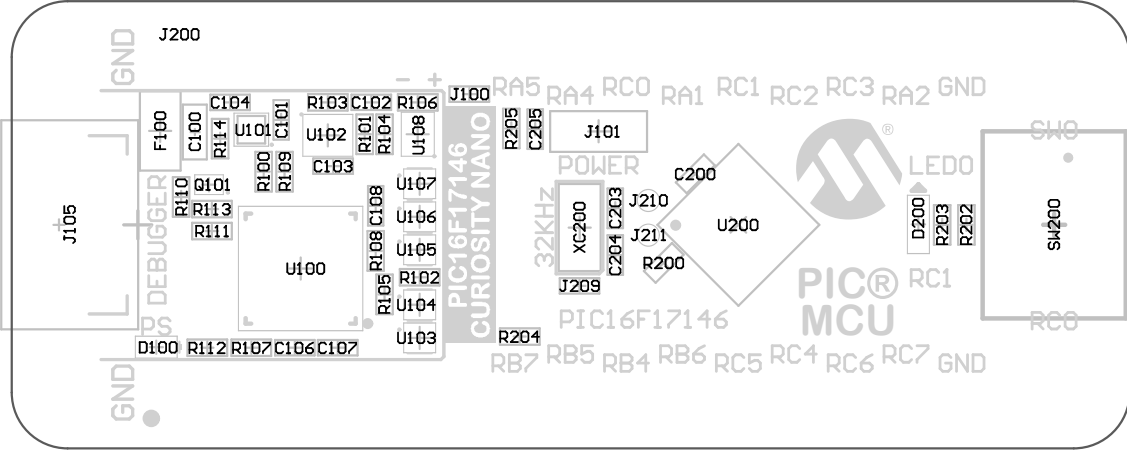 GND
J200
- +
J100
RA5 RA4 RC0 RA1 RC1 RC2 RC3 RA2 GND
C104 C101 R103 C102 R106
F100 C100 R114 U101 U102 R101 R104 U108
R205 C205 J101
®
SW0
R100 R109 C103
POWER
LED0
R110 Q101 U107
C200
R113 C108 U106
J105
DEBUGGER
R111 R108 U105
PIC16F17146
CURIOSITY NANO
32KHz
XC200 C203 J210
C204 J211
U200
D200 R203 R202
SW200
U100
R102
R200
J209
R105 U104
PIC®
MCU
RC1
PS
PIC16F17146
RC0
D100 R112 R107 C106 C107 U103
R204
RB7 RB5 RB4 RB6 RC5 RC4 RC6 RC7 GND
GND